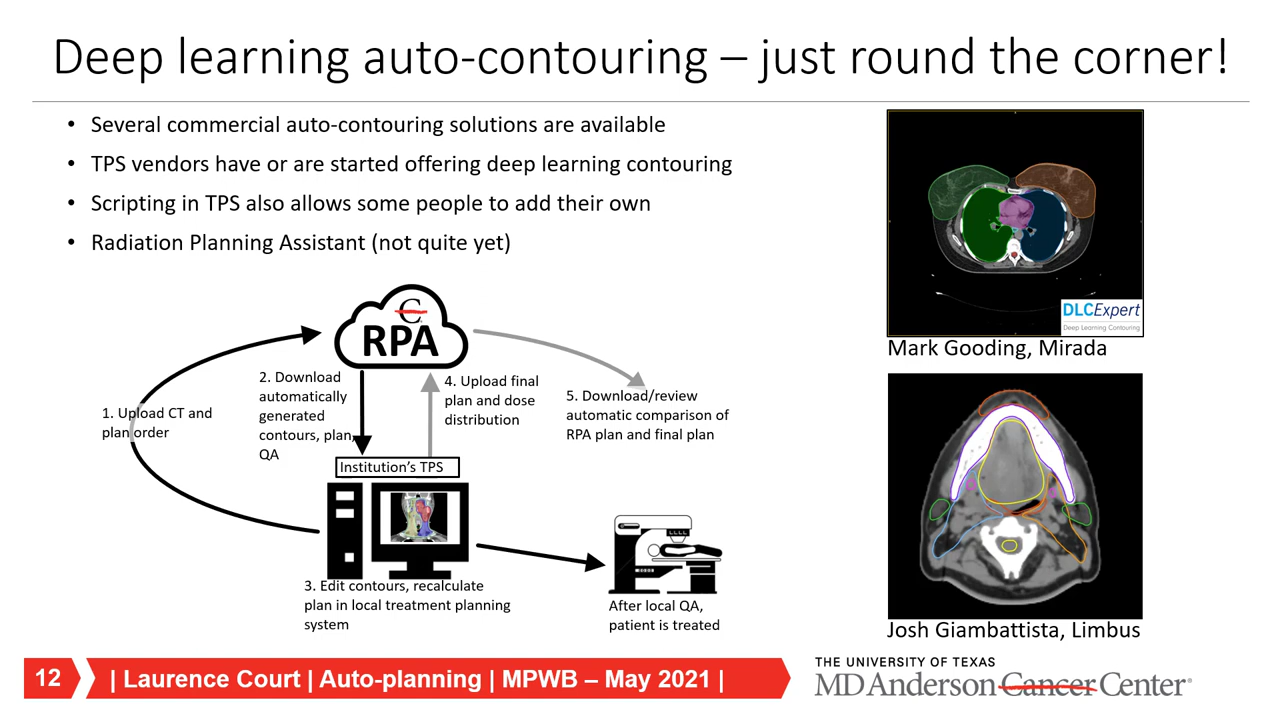 Deep learning auto-contouring – just round the corner!
• Several commercial auto-contouring solutions are available
• TPS vendors have or are started offering deep learning contouring
• Scripting in TPS also allows some people to add their own
• Radiation Planning Assistant (not quite yet)
C
RPA
1. Upload CT and
plan order
2. Download
automatically
generated
contours, plan,
QA
4. Upload final
plan and dose
distribution
5. Download/review
automatic comparison of
RPA plan and final plan
Institution's TPS
3. Edit contours, recalculate
plan in local treatment planning
system
After local QA,
patient is treated
DLCExpert
Deep Learning Contouring
Mark Gooding, Mirada
Josh Giambattista, Limbus
12
| Laurence Court | Auto-planning | MPWB – May 2021 |
THE UNIVERSITY OF TEXAS
MD Anderson Cancer Center®